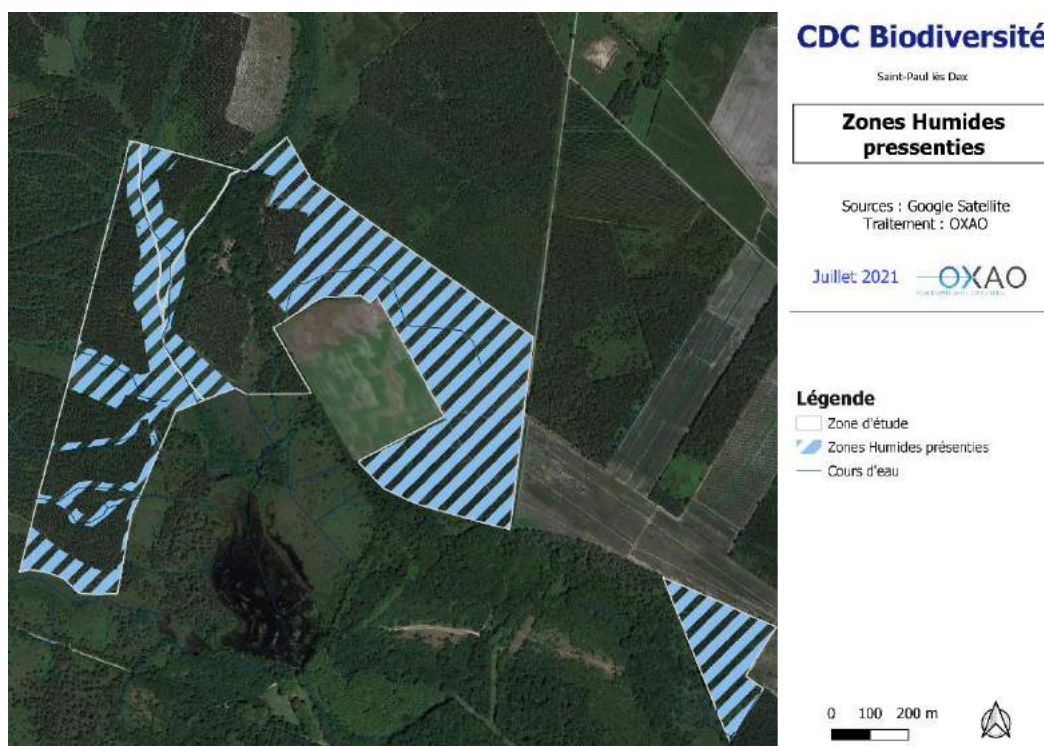 CDC Biodiversité
Saint-Paul lès Dax
Zones Humides
pressenties
Sources : Google Satellite
Traitement : OXAO
Juillet 2021
OXAO
Légende
Zone d'étude
Zones Humides présenties
Cours d'eau
0 100 200 m